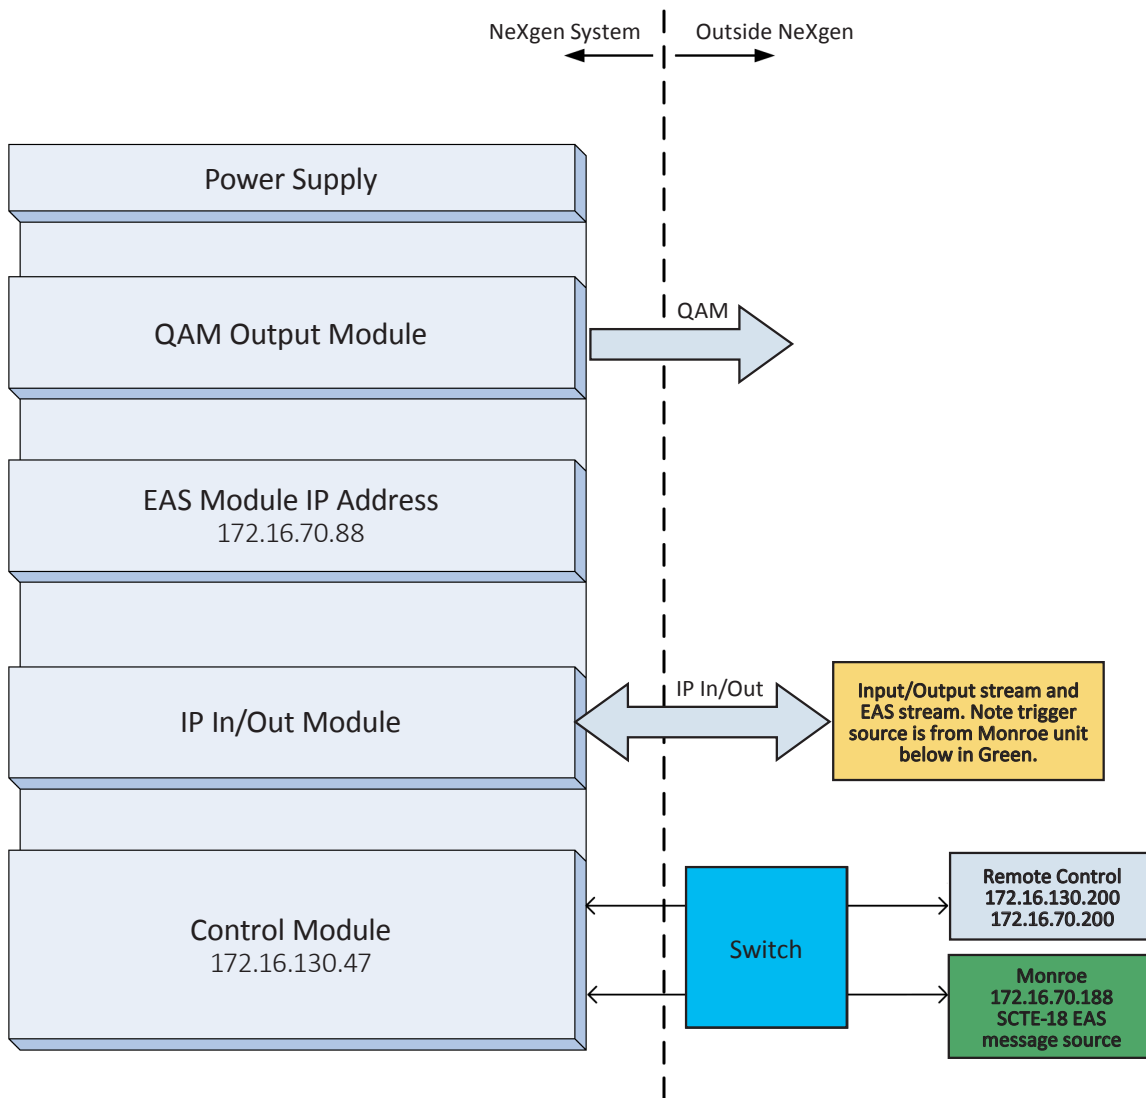 NeXgen System
Outside NeXgen
Power Supply
QAM Output Module
QAM
EAS Module IP Address
172.16.70.88
IP In/Out Module
IP In/Out
Input/Output stream and
EAS stream. Note trigger
source is from Monroe unit
below in Green.
Control Module
172.16.130.47
Switch
Remote Control
172.16.130.200
172.16.70.200
Monroe
172.16.70.188
SCTE-18 EAS
message source